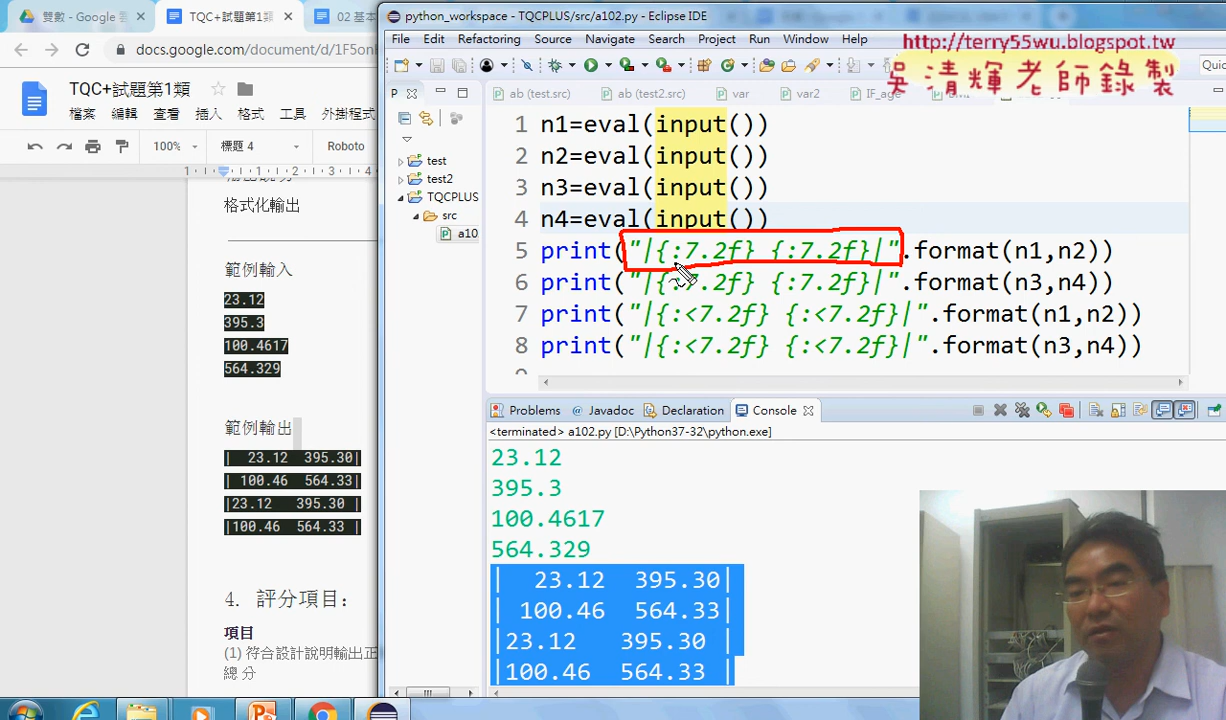 雙數 - Google 雲
TQC+試題第1類
02 基本
python_workspace - TQCPLUS/src/a102.py - Eclipse IDE
docs.google.com/document/d/1F5onl
File Edit Refactoring Source Navigate Search Project Run Window Help
http://terry55wu.blogspot.tw
吳清輝老師錄製
Quic
TQC+試題第1類
檔案 編輯 查看 插入 格式 工具 外掛程式
100% 標題 4 Roboto
P
ab (test.src) ab (test2.src) var var2 IF_age
test
test2
TQCPLUS
src
a10
1 n1=eval(input())
2 n2=eval(input())
3 n3=eval(input())
4 n4=eval(input())
5 print("|{:7.2f} {:7.2f}|".format(n1,n2))
6 print("|{:7.2f} {:7.2f}|".format(n3,n4))
7 print("|{:<7.2f} {:<7.2f}|".format(n1,n2))
8 print("|{:<7.2f} {:<7.2f}|".format(n3,n4))
格式化輸出
範例輸入
23.12
395.3
100.4617
564.329
範例輸出
|  23.12  395.30|
| 100.46  564.33|
|23.12   395.30 |
|100.46  564.33 |
4. 評分項目:
項目
(1) 符合設計說明輸出正
總 分
Problems @ Javadoc Declaration Console
<terminated> a102.py [D:\Python37-32\python.exe]
23.12
395.3
100.4617
564.329
|  23.12  395.30|
| 100.46  564.33|
|23.12   395.30 |
|100.46  564.33 |